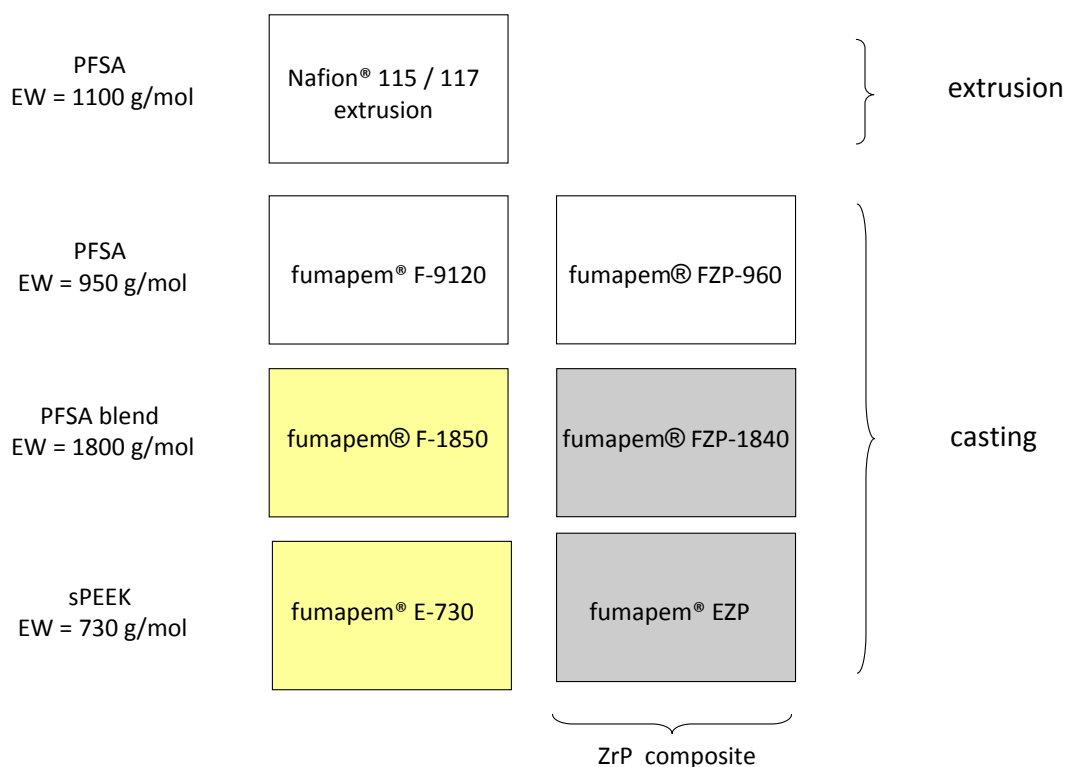 PFSA
EW = 1100 g/mol
Nafion® 115 / 117
extrusion
extrusion
PFSA
EW = 950 g/mol
fumapem® F-9120
fumapem® FZP-960
PFSA blend
EW = 1800 g/mol
fumapem® F-1850
fumapem® FZP-1840
casting
sPEEK
EW = 730 g/mol
fumapem® E-730
fumapem® EZP
ZrP composite